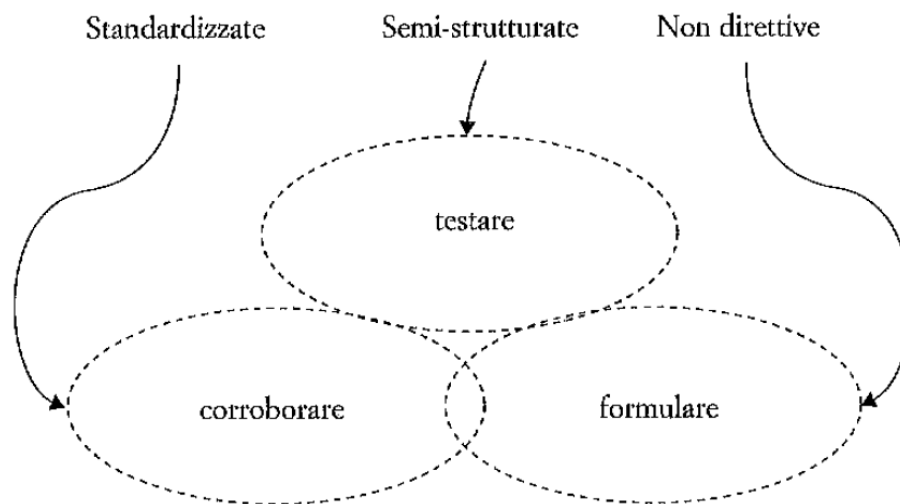 Standardizzate Semi-strutturate Non direttive
testare
corroborare formulare